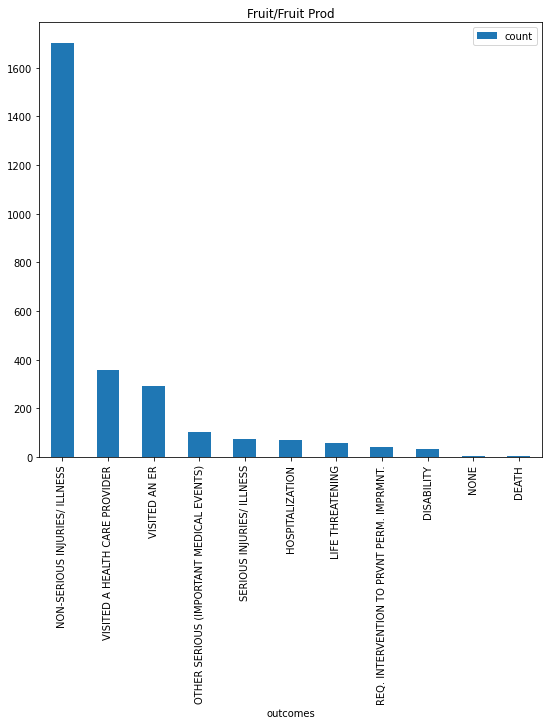 Fruit/Fruit Prod
count
1600
1400
1200
1000
800
600
400
200
0
NON-SERIOUS INJURIES/ ILLNESS
VISITED A HEALTH CARE PROVIDER
VISITED AN ER
OTHER SERIOUS (IMPORTANT MEDICAL EVENTS)
SERIOUS INJURIES/ ILLNESS
HOSPITALIZATION
LIFE THREATENING
REQ. INTERVENTION TO PRVNT PERM. IMPRMNT.
DISABILITY
NONE
DEATH
outcomes